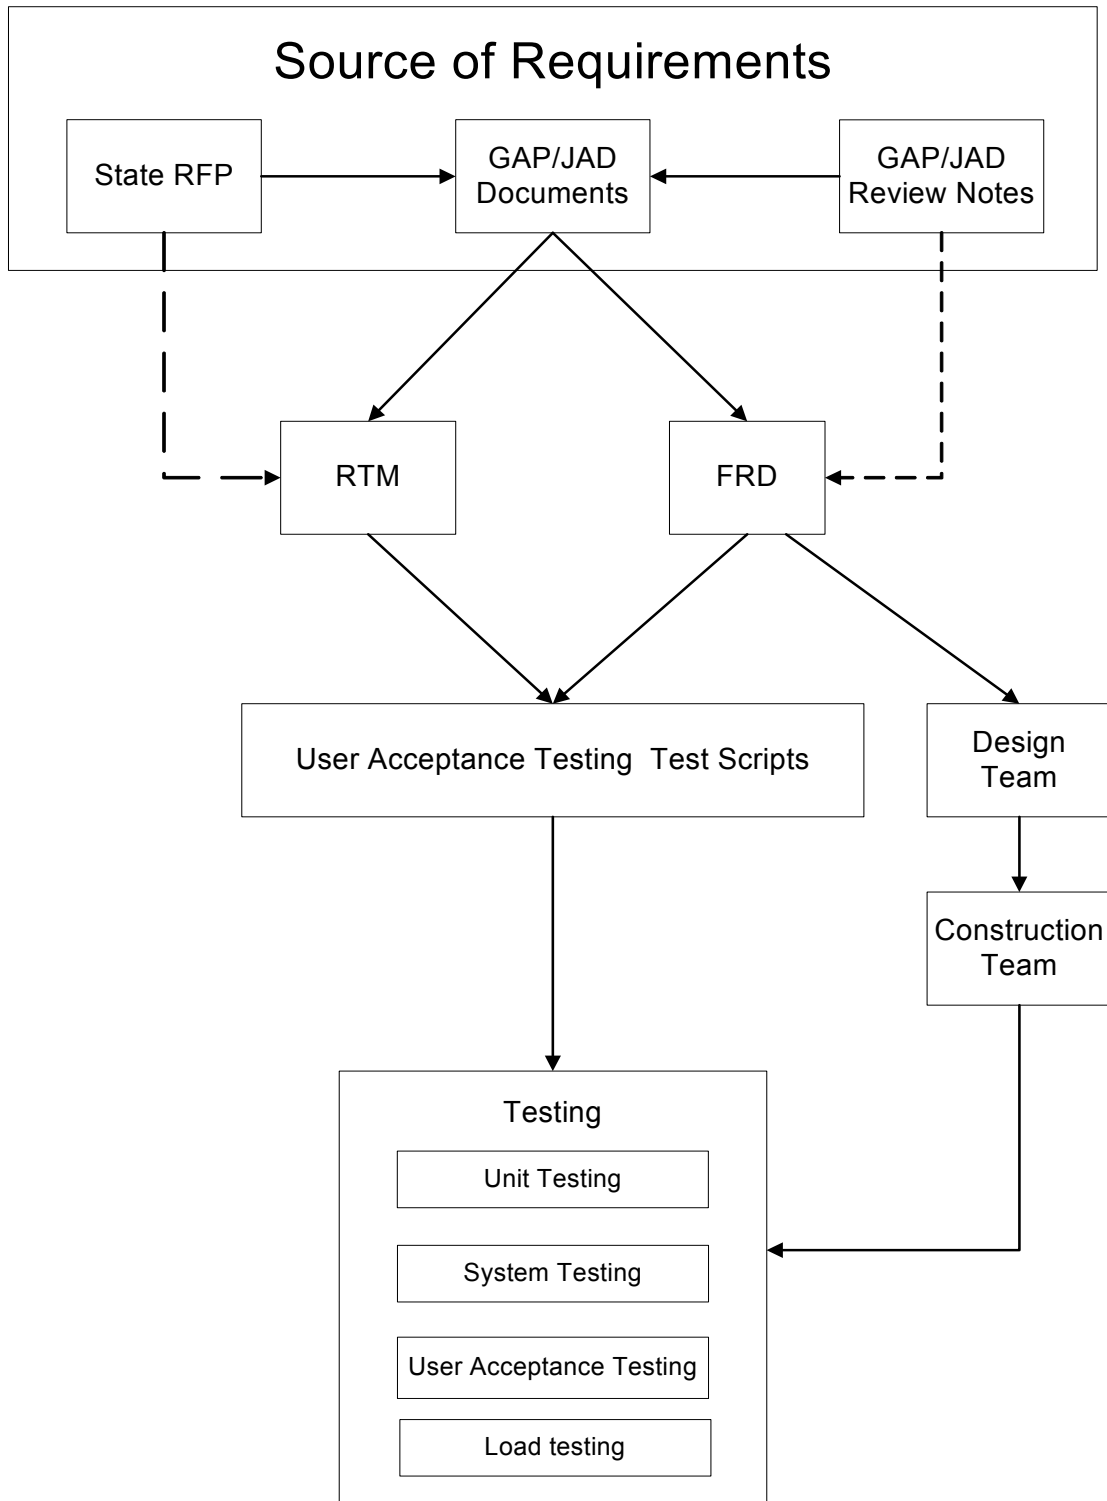 Source of Requirements
State RFP
GAP/JAD
Documents
GAP/JAD
Review Notes
RTM
FRD
User Acceptance Testing  Test Scripts
Design
Team
Construction
Team
Testing
Unit Testing
System Testing
User Acceptance Testing
Load testing